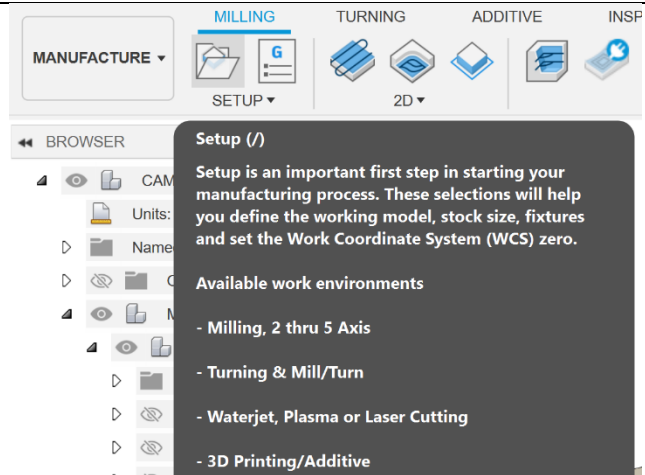 MILLING TURNING ADDITIVE INSP
MANUFACTURE
G
SETUP 2D
BROWSER
CAM
Units:
Name
Setup (/)
Setup is an important first step in starting your
manufacturing process. These selections will help
you define the working model, stock size, fixtures
and set the Work Coordinate System (WCS) zero.
Available work environments
- Milling, 2 thru 5 Axis
- Turning & Mill/Turn
- Waterjet, Plasma or Laser Cutting
- 3D Printing/Additive